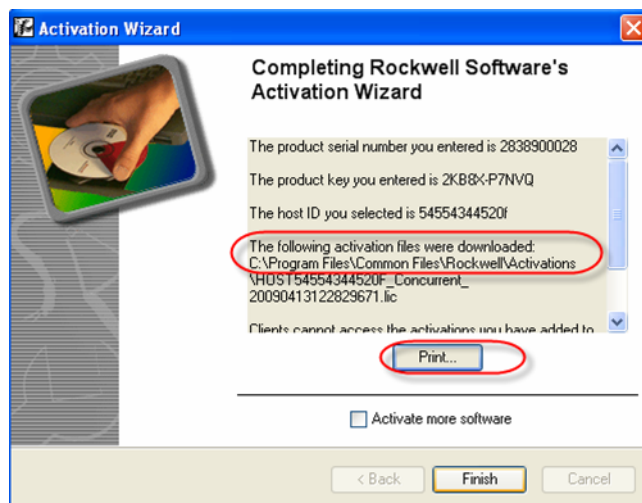 Activation Wizard
Completing Rockwell Software's
Activation Wizard
The product serial number you entered is 2838900028
The product key you entered is 2KB8X-P7NVQ
The host ID you selected is 54554344520f
The following activation files were downloaded:
C:\Program Files\Common Files\Rockwell\Activations
\HOST54554344520F_Concurrent_
20090413122829671.lic
Clients cannot access the activations you have added to
Print...
Activate more software
< Back
Finish
Cancel